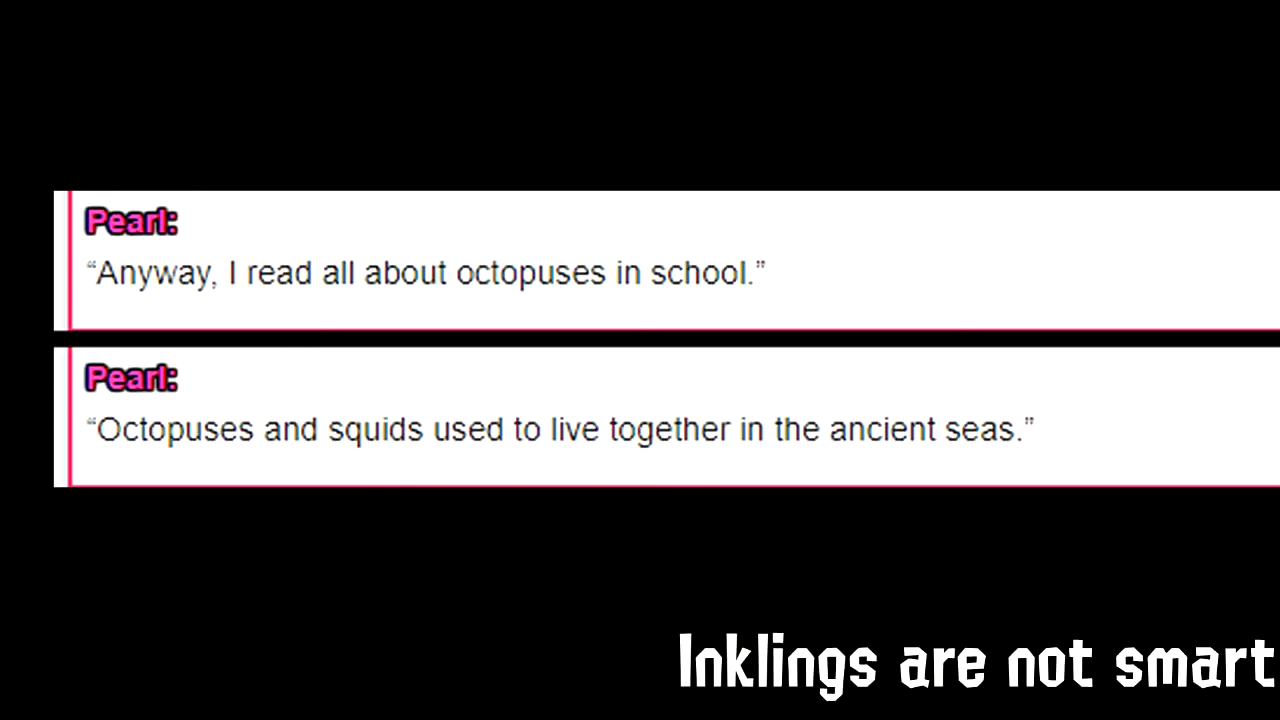 Pearl:
“Anyway, I read all about octopuses in school.”
Pearl:
“Octopuses and squids used to live together in the ancient seas.”
Inklings are not smart